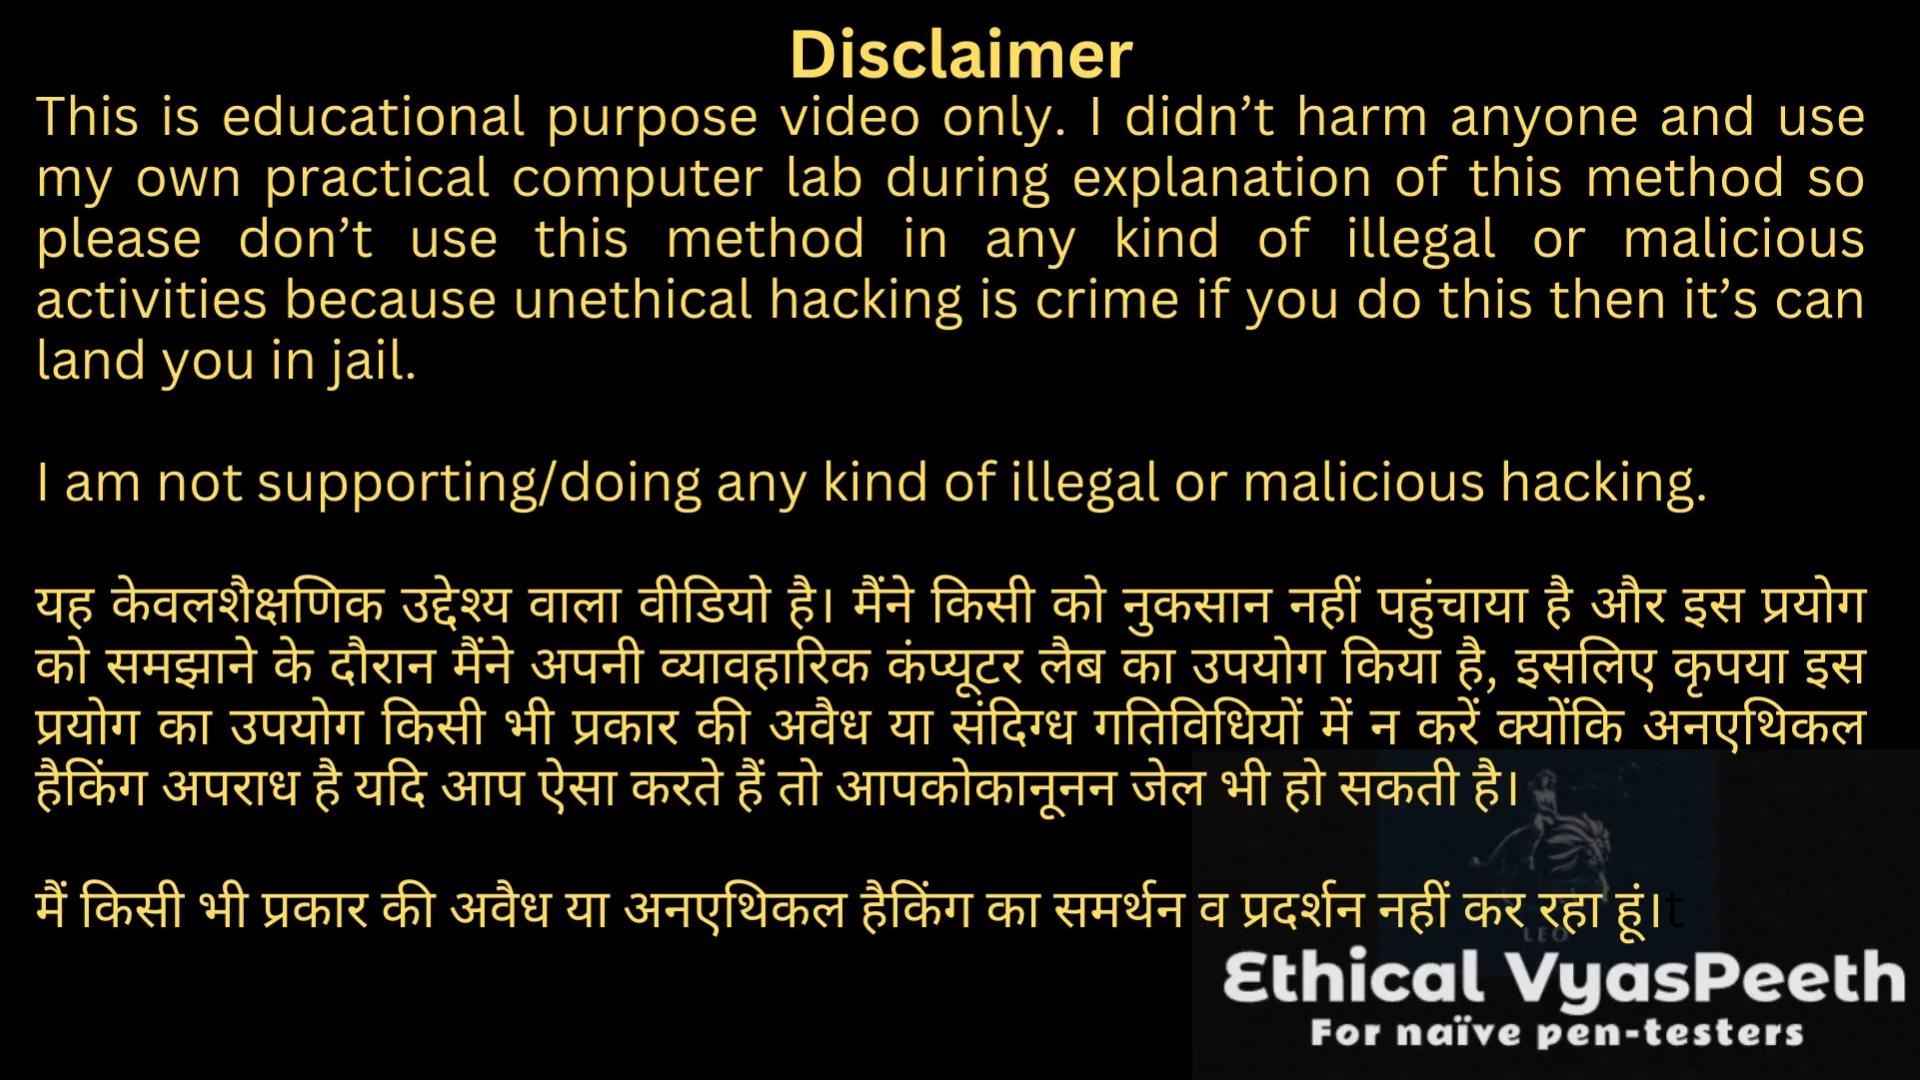 Disclaimer
This is educational purpose video only. I didn’t harm anyone and use
my own practical computer lab during explanation of this method so
please don’t use this method in any kind of illegal or malicious
activities because unethical hacking is crime if you do this then it’s can
land you in jail.
I am not supporting/doing any kind of illegal or malicious hacking.
यह केवलशैक्षणिक उद्देश्य वाला वीडियो है। मैंने किसी को नुकसान नहीं पहुंचाया है और इस प्रयोग
को समझाने के दौरान मैंने अपनी व्यावहारिक कंप्यूटर लैब का उपयोग किया है, इसलिए कृपया इस
प्रयोग का उपयोग किसी भी प्रकार की अवैध या संदिग्ध गतिविधियों में न करें क्योंकि अनएथिकल
हैकिंग अपराध है यदि आप ऐसा करते हैं तो आपकोकानूनन जेल भी हो सकती है।
मैं किसी भी प्रकार की अवैध या अनएथिकल हैकिंग का समर्थन व प्रदर्शन नहीं कर रहा हूं।t
LEO
Ethical VyasPeeth
For naïve pen-testers